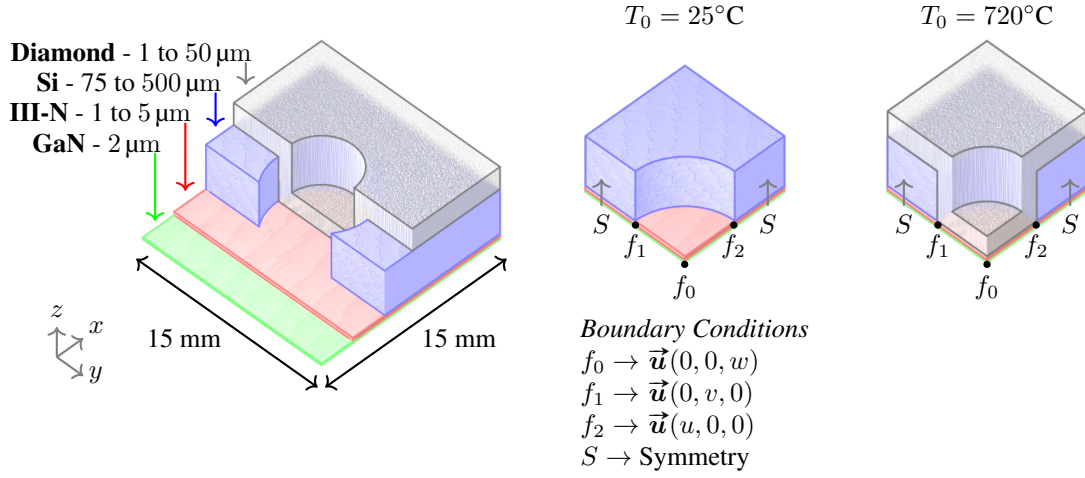 Diamond - 1 to 50 µm
Si - 75 to 500 µm
III-N - 1 to 5 µm
GaN - 2 µm
15 mm
15 mm
z
x
y
T₀ = 25°C
S
S
f₁
f₂
f₀
Boundary Conditions
f₀ → u⃗(0, 0, w)
f₁ → u⃗(0, v, 0)
f₂ → u⃗(u, 0, 0)
S → Symmetry
T₀ = 720°C
S
S
f₁
f₂
f₀